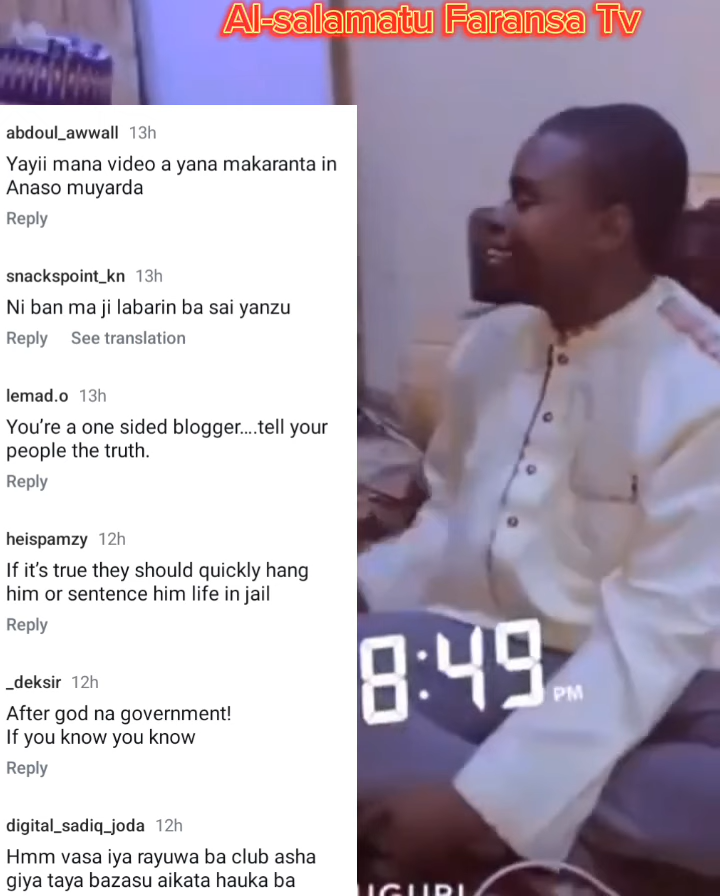 Al-salamatu Faransa Tv
abdoul_awwall 13h
Yayii mana video a yana makaranta in
Anaso muyarda
Reply
snackspoint_kn 13h
Ni ban ma ji labarin ba sai yanzu
Reply See translation
lemad.o 13h
You're a one sided blogger....tell your
people the truth.
Reply
heispamzy 12h
If it's true they should quickly hang
him or sentence him life in jail
Reply
_deksir 12h
After god na government!
If you know you know
Reply
digital_sadiq_joda 12h
Hmm vasa iya rayuwa ba club asha
giya taya bazasu aikata hauka ba
8:49 PM